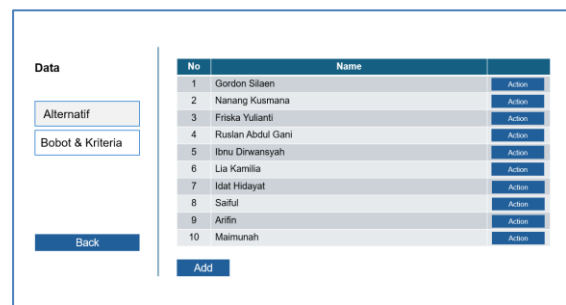 Data
Alternatif
Bobot & Kriteria
Back
No Name
1 Gordon Silaen Action
2 Nanang Kusmana Action
3 Friska Yulianti Action
4 Ruslan Abdul Gani Action
5 Ibnu Dirwansyah Action
6 Lia Kamilia Action
7 Idat Hidayat Action
8 Saiful Action
9 Arifin Action
10 Maimunah Action
Add